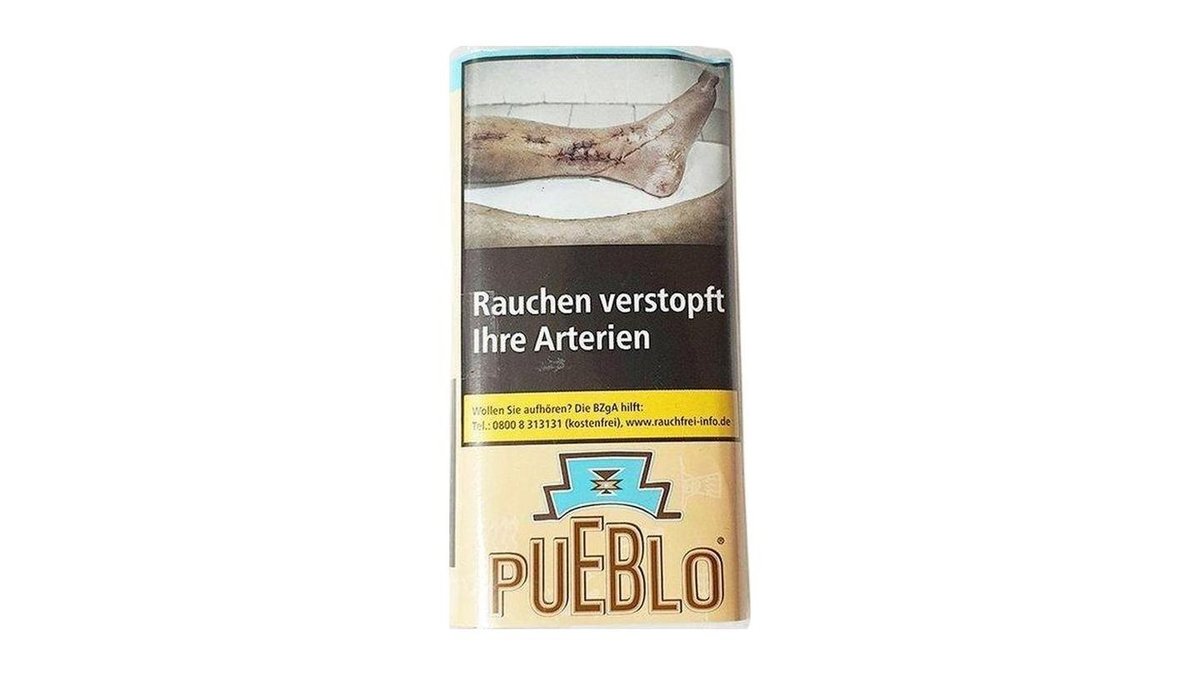 Rauchen verstopft
Ihre Arterien
Wollen Sie aufhören? Die BZgA hilft:
Tel.: 0800 8 313131 (kostenfrei), www.rauchfrei-info.de
PUEBLO®